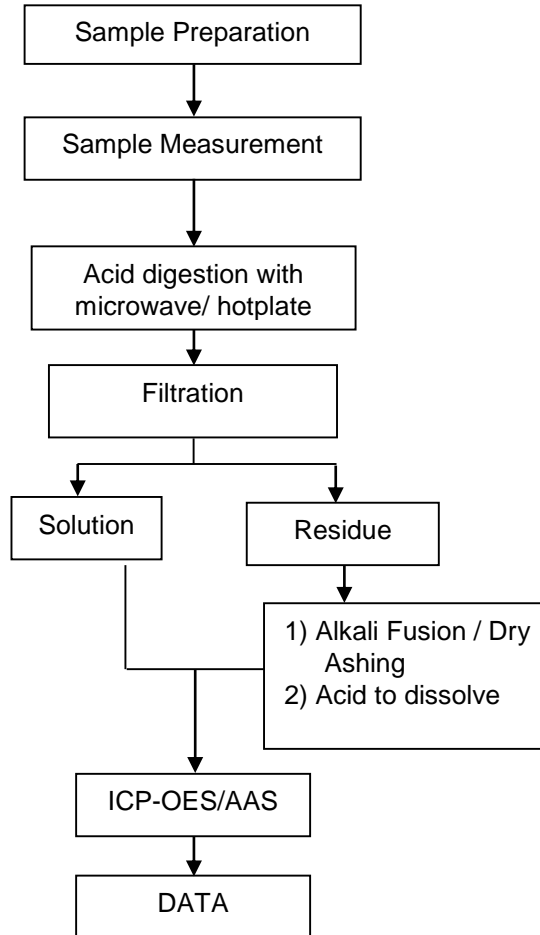 Sample Preparation
Sample Measurement
Acid digestion with
microwave/ hotplate
Filtration
Solution
Residue
1) Alkali Fusion / Dry
Ashing
2) Acid to dissolve
ICP-OES/AAS
DATA